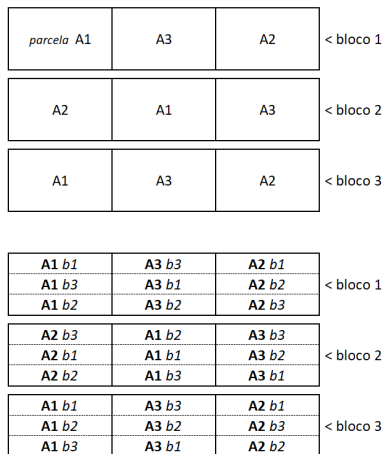 parcela A1 A3 A2 < bloco 1
A2 A1 A3 < bloco 2
A1 A3 A2 < bloco 3
A1 b1 A3 b3 A2 b1
A1 b3 A3 b1 A2 b2 < bloco 1
A1 b2 A3 b2 A2 b3
A2 b3 A1 b2 A3 b3
A2 b1 A1 b1 A3 b2 < bloco 2
A2 b2 A1 b3 A3 b1
A1 b1 A3 b3 A2 b1
A1 b2 A3 b2 A2 b3 < bloco 3
A1 b3 A3 b1 A2 b2